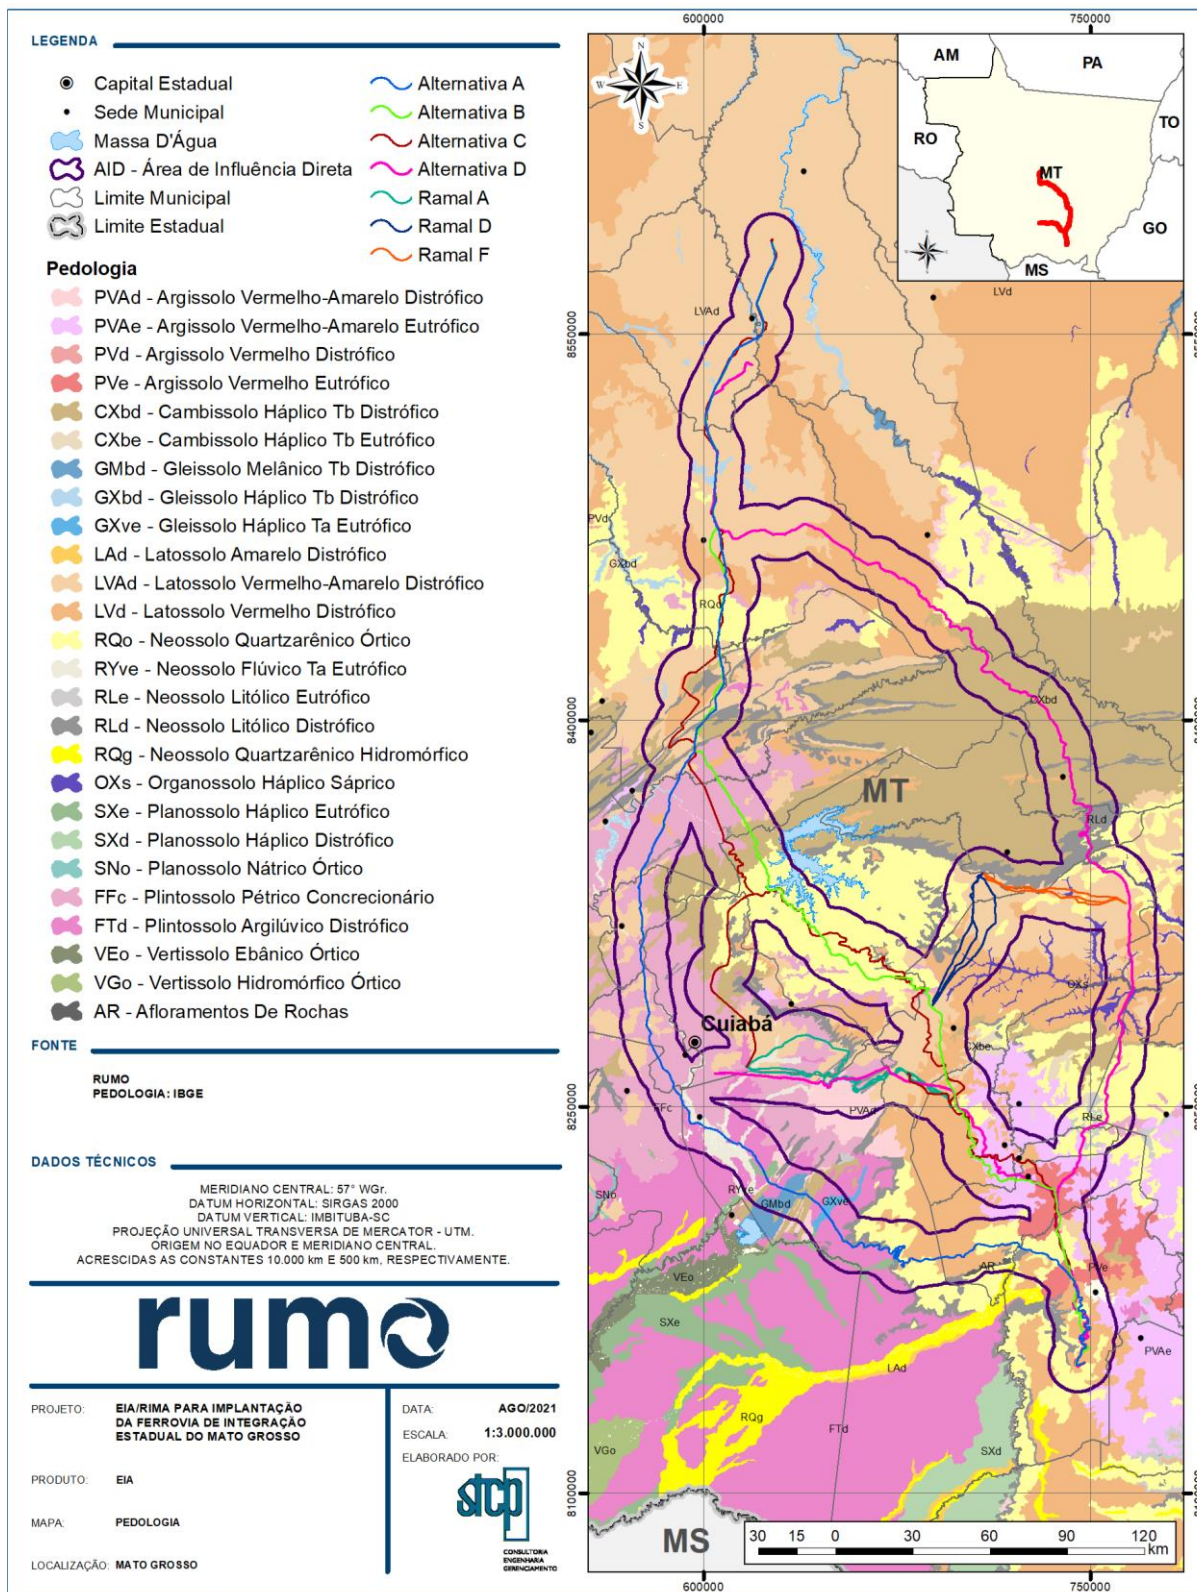 LEGENDA
Capital Estadual
Sede Municipal
Massa D'Água
AID - Área de Influência Direta
Limite Municipal
Limite Estadual
Alternativa A
Alternativa B
Alternativa C
Alternativa D
Ramal A
Ramal D
Ramal F
Pedologia
PVAd - Argissolo Vermelho-Amarelo Distrófico
PVAe - Argissolo Vermelho-Amarelo Eutrófico
PVd - Argissolo Vermelho Distrófico
PVe - Argissolo Vermelho Eutrófico
CXbd - Cambissolo Háplico Tb Distrófico
CXbe - Cambissolo Háplico Tb Eutrófico
GMbd - Gleissolo Melânico Tb Distrófico
GXbd - Gleissolo Háplico Tb Distrófico
GXve - Gleissolo Háplico Ta Eutrófico
LAd - Latossolo Amarelo Distrófico
LVAd - Latossolo Vermelho-Amarelo Distrófico
LVd - Latossolo Vermelho Distrófico
RQo - Neossolo Quartzarênico Órtico
RYve - Neossolo Flúvico Ta Eutrófico
RLe - Neossolo Litólico Eutrófico
RLd - Neossolo Litólico Distrófico
RQg - Neossolo Quartzarênico Hidromórfico
OXs - Organossolo Háplico Sáprico
SXe - Planossolo Háplico Eutrófico
SXd - Planossolo Háplico Distrófico
SNo - Planossolo Nátrico Órtico
FFc - Plintossolo Pétrico Concrecionário
FTd - Plintossolo Argilúvico Distrófico
VEo - Vertissolo Ebânico Órtico
VGo - Vertissolo Hidromórfico Órtico
AR - Afloramentos De Rochas
FONTE
RUMO
PEDOLOGIA: IBGE
DADOS TÉCNICOS
MERIDIANO CENTRAL: 57° WGr.
DATUM HORIZONTAL: SIRGAS 2000
DATUM VERTICAL: IMBITUBA-SC
PROJEÇÃO UNIVERSAL TRANSVERSA DE MERCATOR - UTM.
ORIGEM NO EQUADOR E MERIDIANO CENTRAL.
ACRESCIDAS AS CONSTANTES 10.000 km E 500 km, RESPECTIVAMENTE.
rumo
PROJETO: EIA/RIMA PARA IMPLANTAÇÃO
DA FERROVIA DE INTEGRAÇÃO
ESTADUAL DO MATO GROSSO
PRODUTO: EIA
MAPA: PEDOLOGIA
LOCALIZAÇÃO: MATO GROSSO
DATA: AGO/2021
ESCALA: 1:3.000.000
ELABORADO POR:
stcp
CONSULTORIA
ENGENHARIA
GERENCIAMENTO
600000 750000
N
W E
S
AM
PA
RO
TO
MT
GO
MS
LVd
LVAd
8550000 8550000
PVd
GXbd
RQo
CXbd
8400000 8400000
MT
RLd
OXs
Cuiabá
CXbe
FFc
PVAd
RLe
8250000 8250000
SNo
RYve
GMbd
GXve
VEo
AR
PVe
SXe
PVAe
LAd
RQg
FTd
VGo
SXd
8100000 8100000
MS
30 15 0 30 60 90 120
km
600000 750000